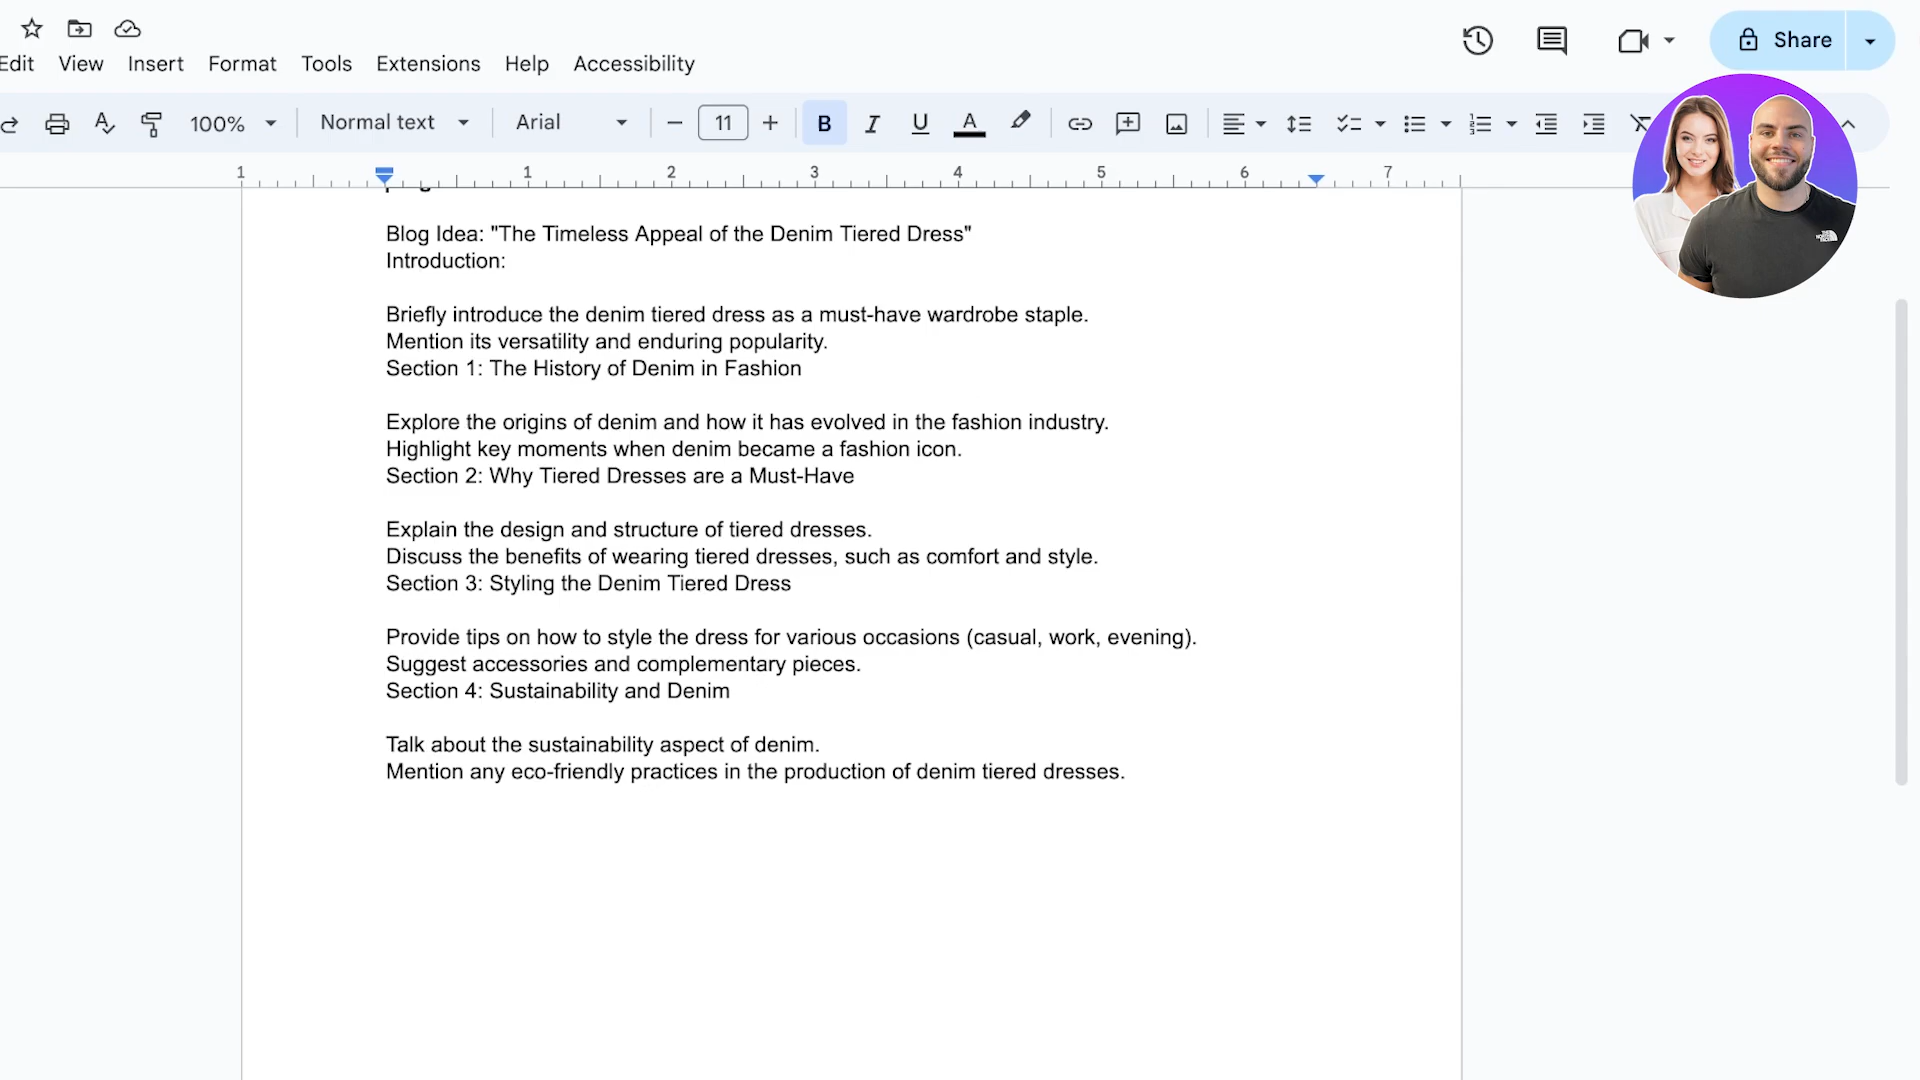 Edit View Insert Format Tools Extensions Help Accessibility
Share
100% Normal text Arial 11 B I U A
1 1 2 3 4 5 6 7
Blog Idea: "The Timeless Appeal of the Denim Tiered Dress"
Introduction:
Briefly introduce the denim tiered dress as a must-have wardrobe staple.
Mention its versatility and enduring popularity.
Section 1: The History of Denim in Fashion
Explore the origins of denim and how it has evolved in the fashion industry.
Highlight key moments when denim became a fashion icon.
Section 2: Why Tiered Dresses are a Must-Have
Explain the design and structure of tiered dresses.
Discuss the benefits of wearing tiered dresses, such as comfort and style.
Section 3: Styling the Denim Tiered Dress
Provide tips on how to style the dress for various occasions (casual, work, evening).
Suggest accessories and complementary pieces.
Section 4: Sustainability and Denim
Talk about the sustainability aspect of denim.
Mention any eco-friendly practices in the production of denim tiered dresses.